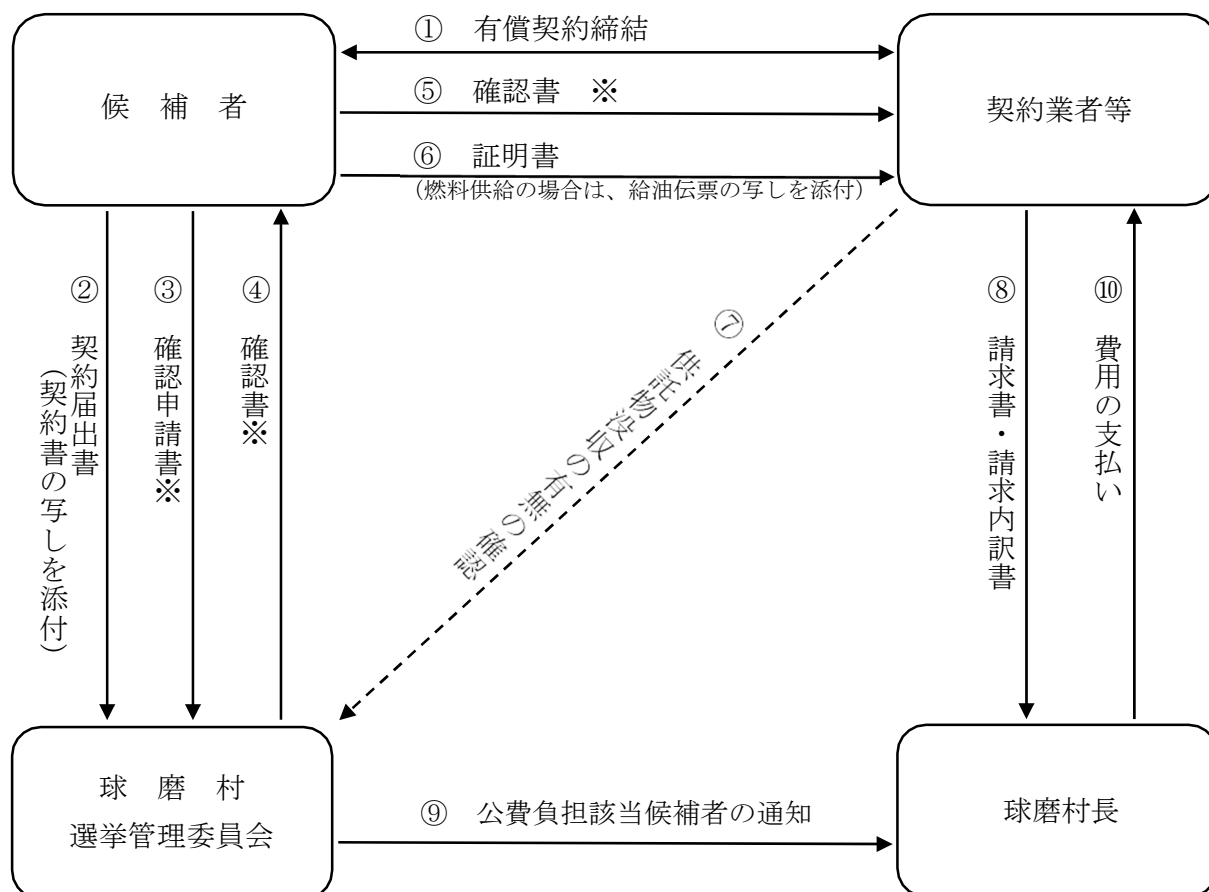 ① 有償契約締結
候 補 者
⑤ 確認書 ※
契約業者等
⑥ 証明書
(燃料供給の場合は、給油伝票の写しを添付)
② 契約届出書
(契約書の写しを添付)
③ 確認申請書※
④ 確認書※
⑦ 供託物没収の有無の確認
⑧ 請求書・請求内訳書
⑩ 費用の支払い
球 磨 村
選挙管理委員会
⑨ 公費負担該当候補者の通知
球磨村長